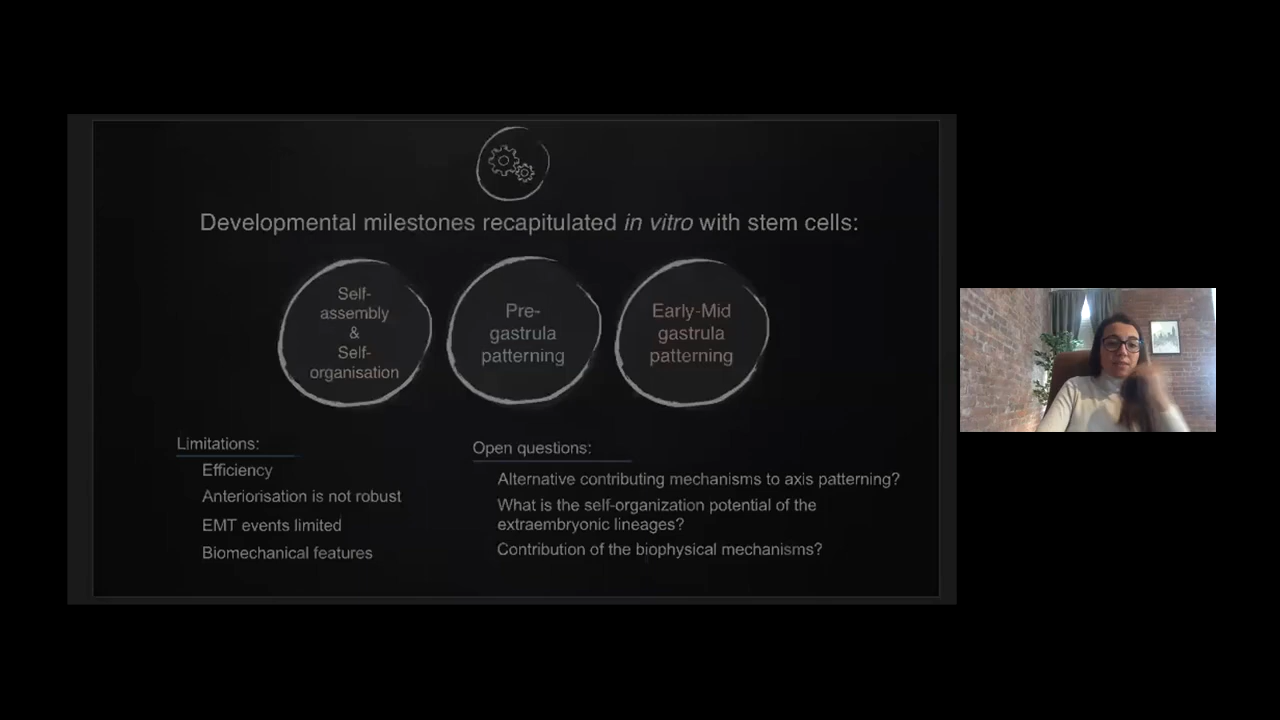 Developmental milestones recapitulated in vitro with stem cells:
Self-
assembly
&
Self-
organisation
Pre-
gastrula
patterning
Early-Mid
gastrula
patterning
Limitations:
Efficiency
Anteriorisation is not robust
EMT events limited
Biomechanical features
Open questions:
Alternative contributing mechanisms to axis patterning?
What is the self-organization potential of the
extraembryonic lineages?
Contribution of the biophysical mechanisms?